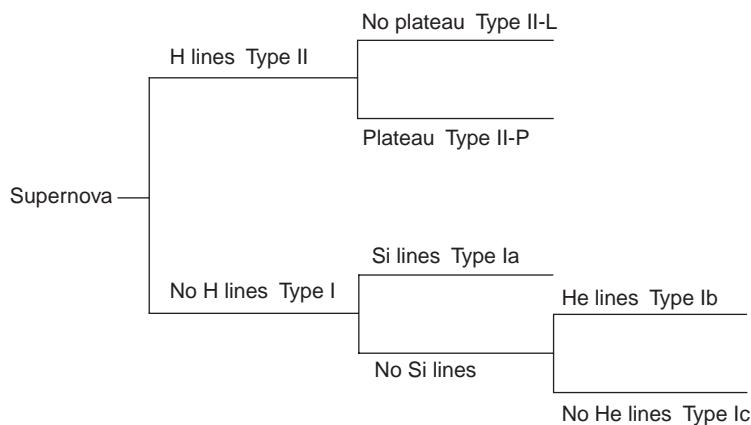 No plateau Type II-L
H lines Type II
Plateau Type II-P
Supernova
Si lines Type Ia
No H lines Type I
He lines Type Ib
No Si lines
No He lines Type Ic